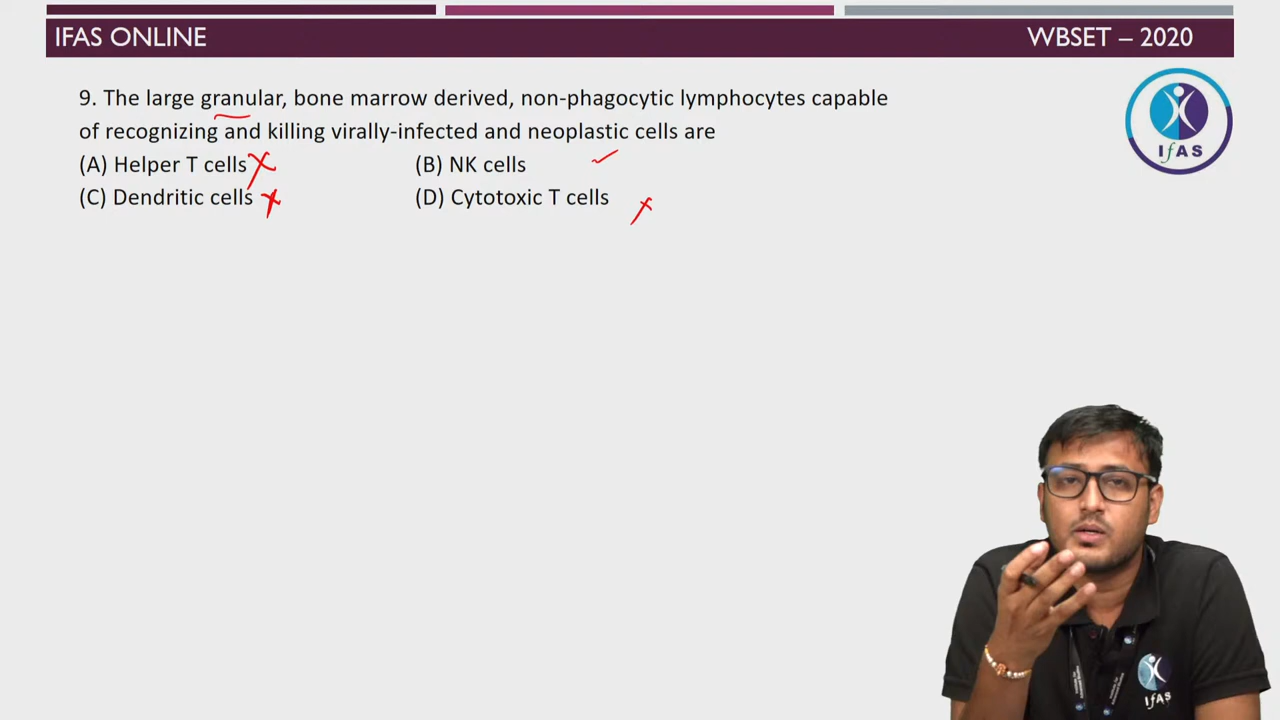 IFAS ONLINE
WBSET – 2020
9. The large granular, bone marrow derived, non-phagocytic lymphocytes capable
of recognizing and killing virally-infected and neoplastic cells are
(A) Helper T cells (B) NK cells
(C) Dendritic cells (D) Cytotoxic T cells
IfAS
IfAS